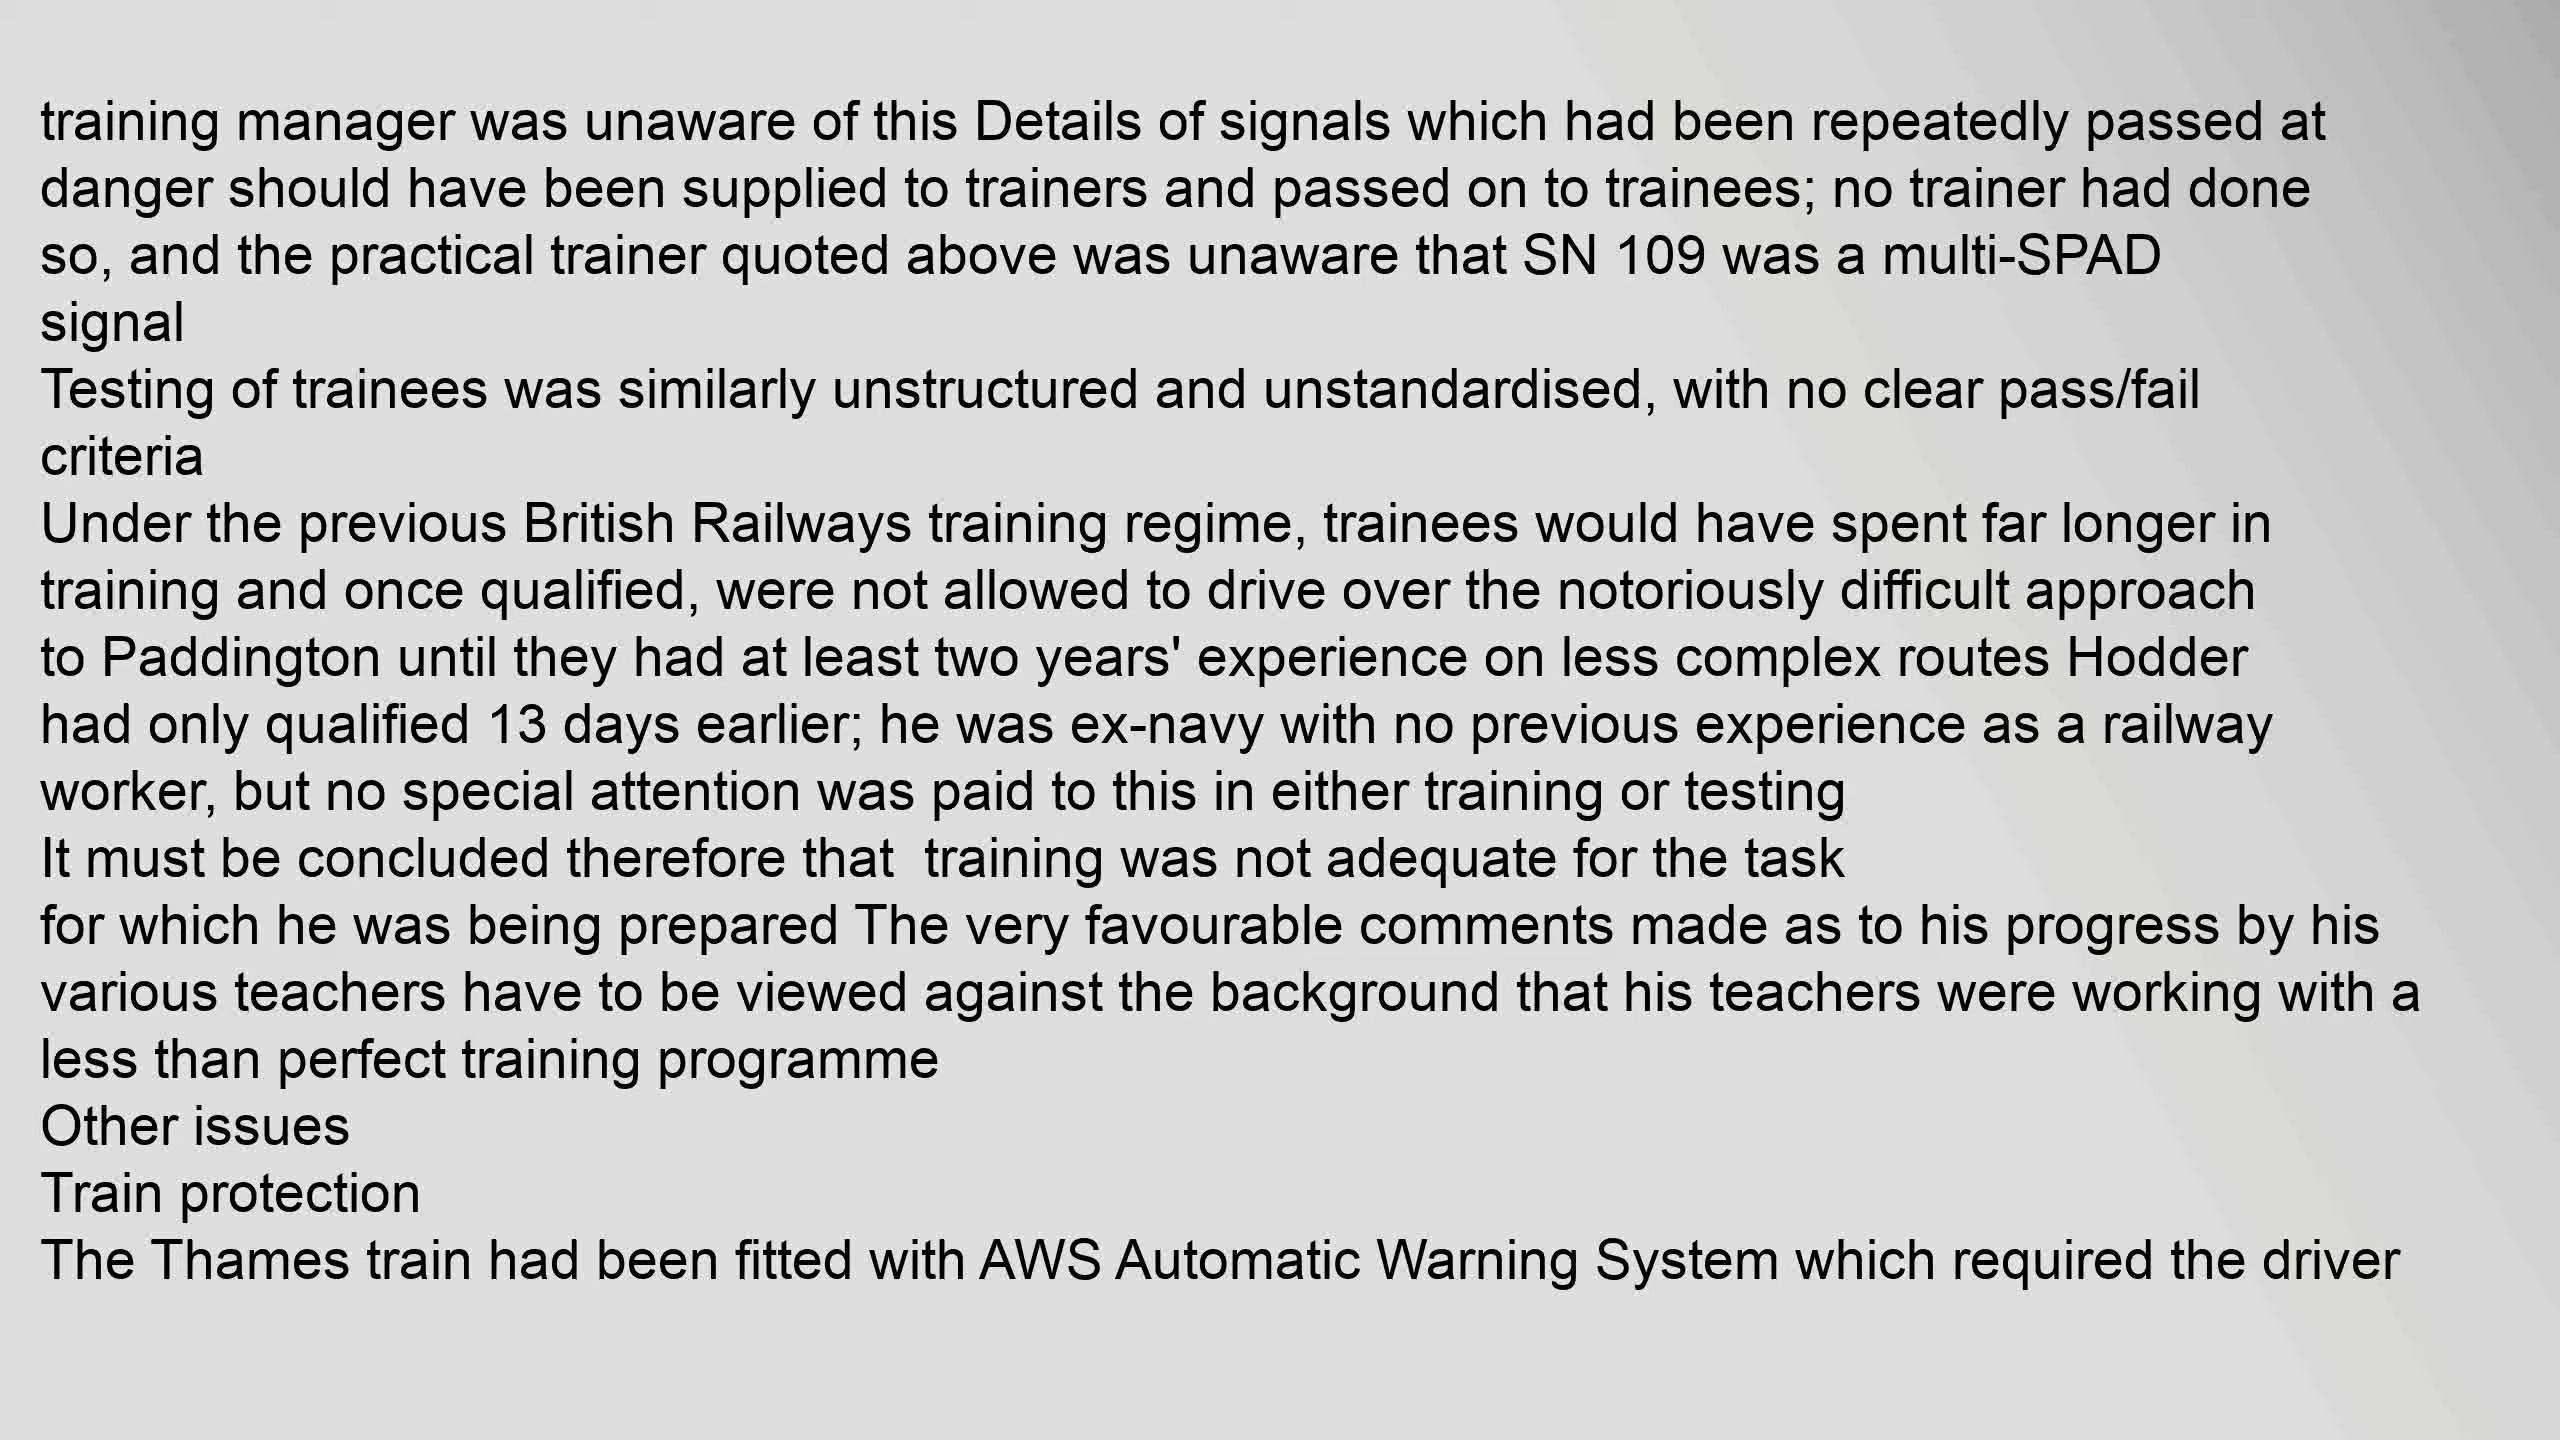 training manager was unaware of this Details of signals which had been repeatedly passed at
danger should have been supplied to trainers and passed on to trainees; no trainer had done
so, and the practical trainer quoted above was unaware that SN 109 was a multi-SPAD
signal
Testing of trainees was similarly unstructured and unstandardised, with no clear pass/fail
criteria
Under the previous British Railways training regime, trainees would have spent far longer in
training and once qualified, were not allowed to drive over the notoriously difficult approach
to Paddington until they had at least two years' experience on less complex routes Hodder
had only qualified 13 days earlier; he was ex-navy with no previous experience as a railway
worker, but no special attention was paid to this in either training or testing
It must be concluded therefore that  training was not adequate for the task
for which he was being prepared The very favourable comments made as to his progress by his
various teachers have to be viewed against the background that his teachers were working with a
less than perfect training programme
Other issues
Train protection
The Thames train had been fitted with AWS Automatic Warning System which required the driver